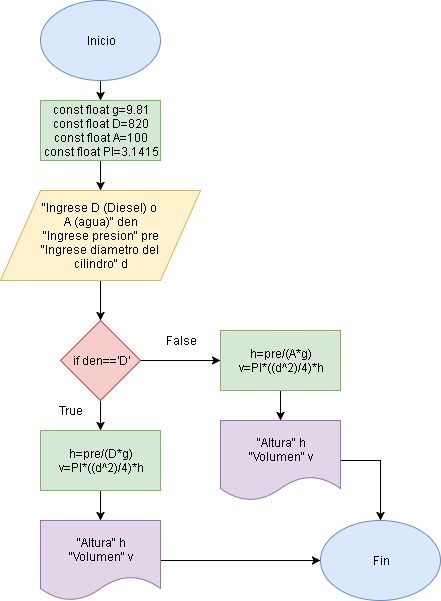 Inicio
const float g=9.81
const float D=820
const float A=100
const float PI=3.1415
"Ingrese D (Diesel) o
A (agua)" den
"Ingrese presion" pre
"Ingrese diametro del
cilindro" d
if den=='D'
False
h=pre/(A*g)
v=PI*((d^2)/4)*h
"Altura" h
"Volumen" v
True
h=pre/(D*g)
v=PI*((d^2)/4)*h
"Altura" h
"Volumen" v
Fin